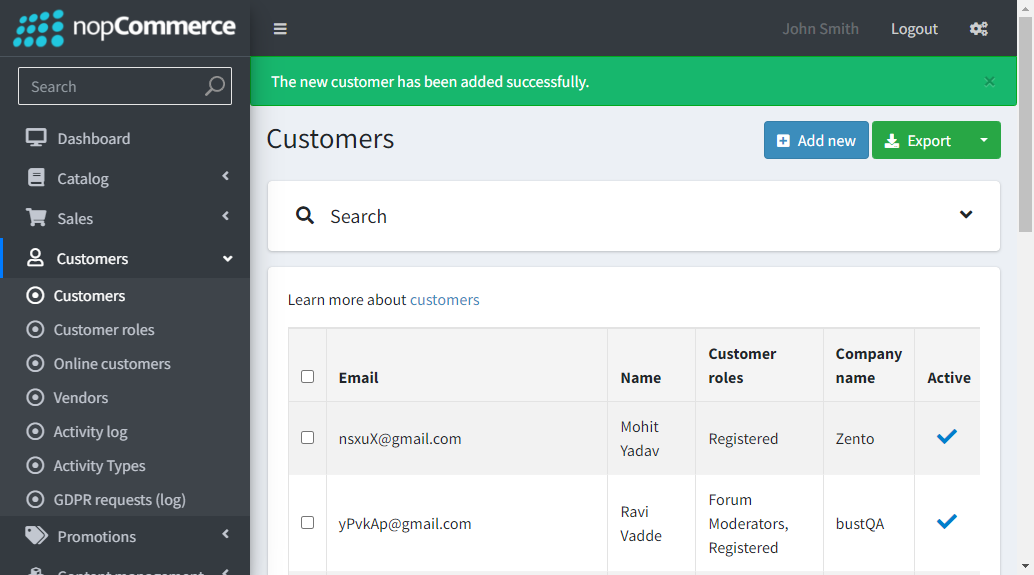 nopCommerce
John Smith
Logout
Search
The new customer has been added successfully.
×
Dashboard
Catalog
Sales
Customers
Customers
Customer roles
Online customers
Vendors
Activity log
Activity Types
GDPR requests (log)
Promotions
Content management
Customers
Add new
Export
Search
Learn more about customers
Email
Name
Customer
roles
Company
name
Active
nsxuX@gmail.com
Mohit
Yadav
Registered
Zento
yPvkAp@gmail.com
Ravi
Vadde
Forum
Moderators,
Registered
bustQA